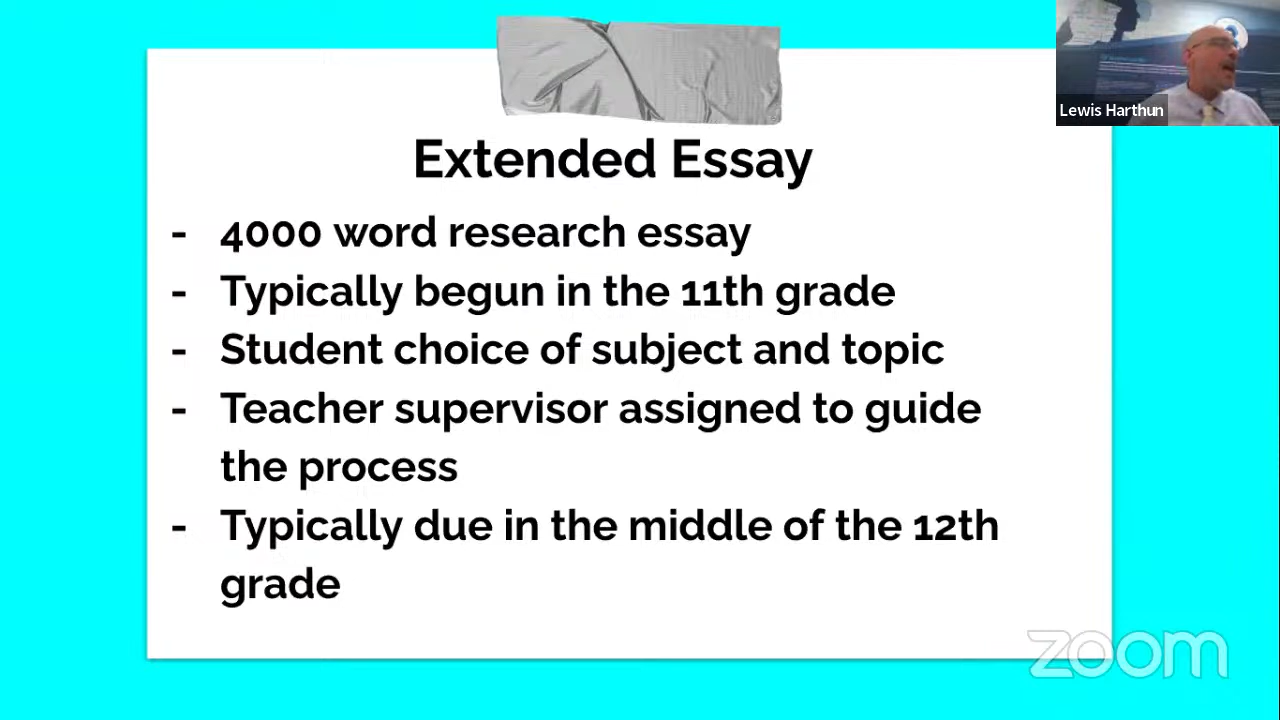 Lewis Harthun
Extended Essay
- 4000 word research essay
- Typically begun in the 11th grade
- Student choice of subject and topic
- Teacher supervisor assigned to guide
the process
- Typically due in the middle of the 12th
grade
zoom